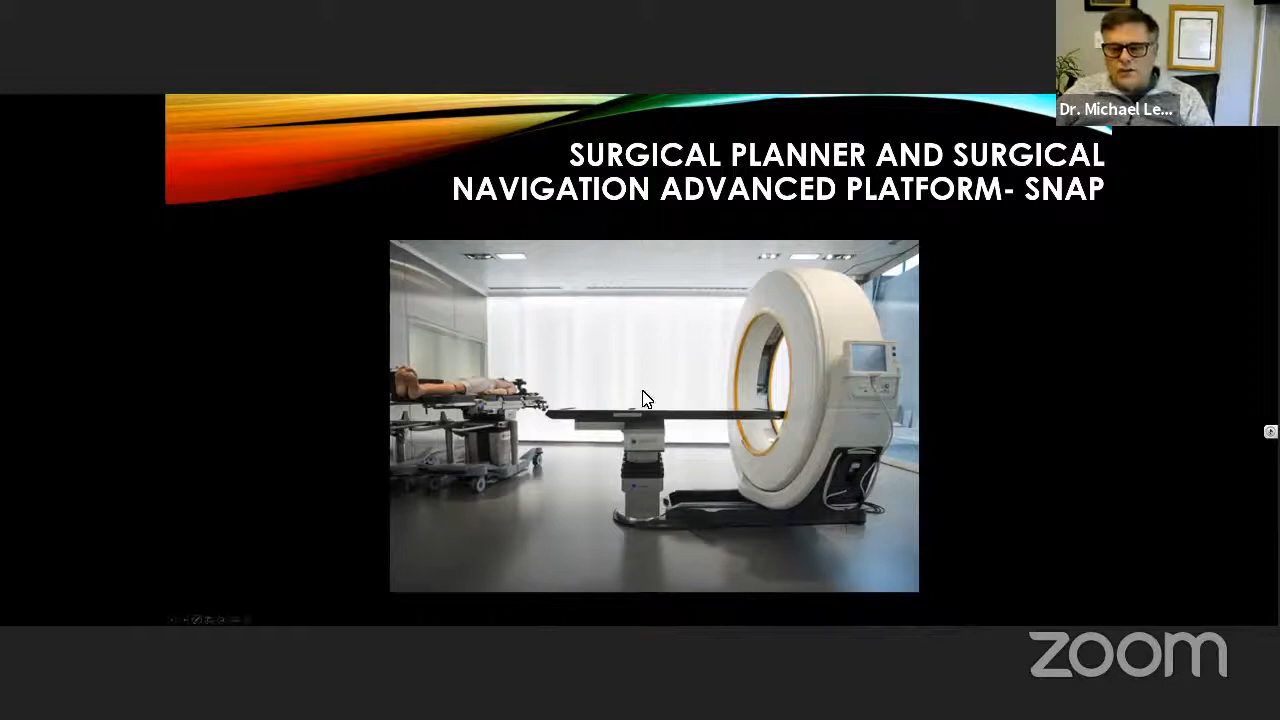 Dr. Michael Le...
SURGICAL PLANNER AND SURGICAL
NAVIGATION ADVANCED PLATFORM- SNAP
zoom